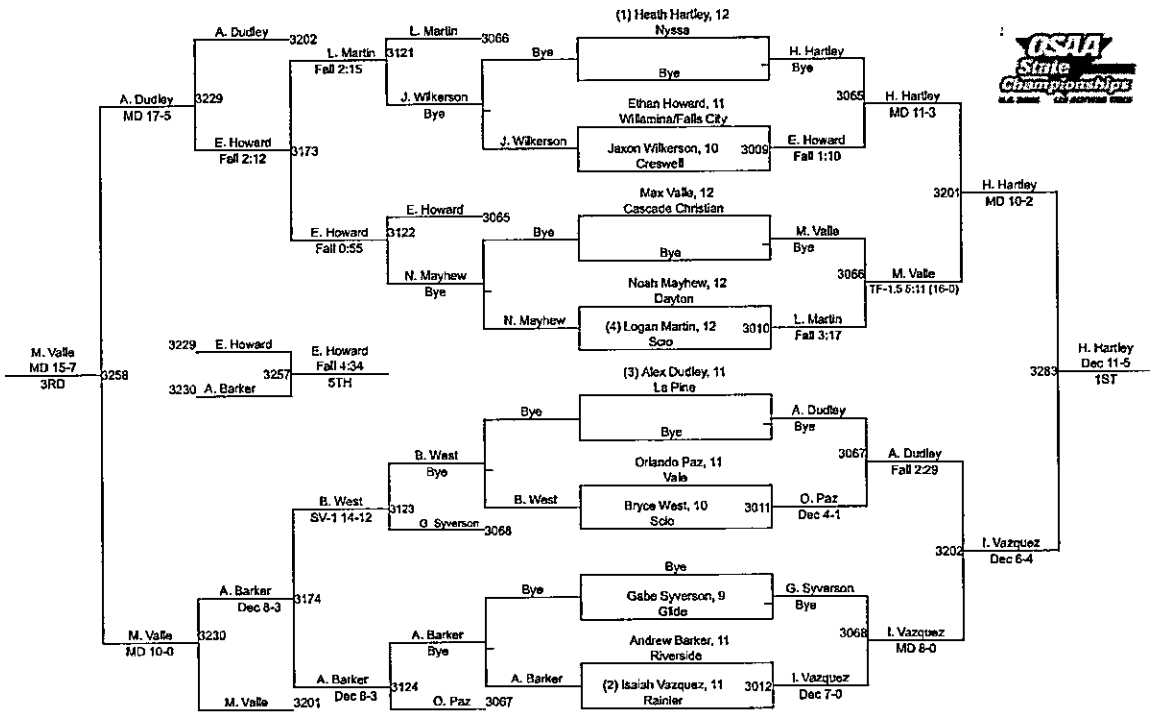 (1) Heath Hartley, 12
Nyssa
Bye
H. Hartley
Bye
Ethan Howard, 11
Willamina/Falls City
Jaxon Wilkerson, 10
Creswell
3009
E. Howard
Fall 1:10
3065
H. Hartley
MD 11-3
Max Valle, 12
Cascade Christian
Bye
M. Valle
Bye
Noah Mayhew, 12
Dayton
(4) Logan Martin, 12
Scio
3010
L. Martin
Fall 3:17
3066
M. Valle
TF-1.5 5:11 (16-0)
3201
H. Hartley
MD 10-2
(3) Alex Dudley, 11
La Pine
Bye
A. Dudley
Bye
Orlando Paz, 11
Vale
Bryce West, 10
Scio
3011
O. Paz
Dec 4-1
3067
A. Dudley
Fall 2:29
Bye
Gabe Syverson, 9
Glide
G. Syverson
Bye
Andrew Barker, 11
Riverside
(2) Isaiah Vazquez, 11
Rainier
3012
I. Vazquez
Dec 7-0
3068
I. Vazquez
MD 8-0
3202
I. Vazquez
Dec 6-4
3283
H. Hartley
Dec 11-5
1ST
OSAA
State
Championships
A. Dudley
3202
L. Martin
3066
Bye
J. Wilkerson
J. Wilkerson
Bye
3121
L. Martin
Fall 2:15
E. Howard
3065
Bye
N. Mayhew
N. Mayhew
Bye
3122
E. Howard
Fall 0:55
3173
E. Howard
Fall 2:12
3229
A. Dudley
MD 17-5
3229
E. Howard
3230
A. Barker
3257
E. Howard
Fall 4:34
5TH
M. Valle
MD 15-7
3RD
3258
Bye
B. West
B. West
Bye
G. Syverson
3068
3123
B. West
SV-1 14-12
Bye
A. Barker
A. Barker
Bye
O. Paz
3067
3124
A. Barker
Dec 8-3
3174
A. Barker
Dec 8-3
M. Valle
3201
3230
M. Valle
MD 10-0